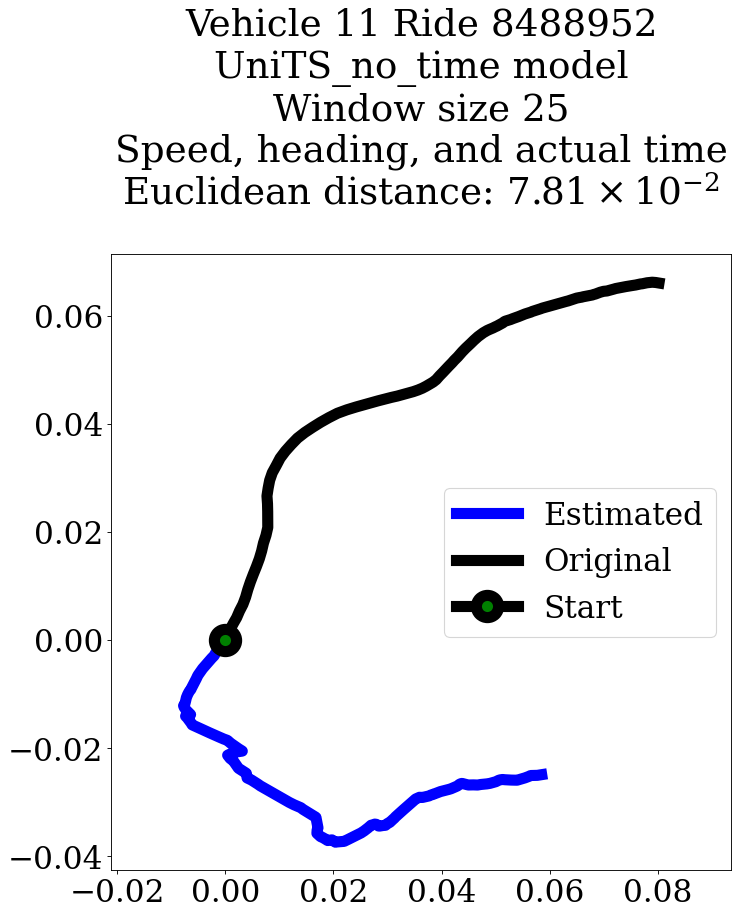 Vehicle 11 Ride 8488952
UniTS_no_time model
Window size 25
Speed, heading, and actual time
Euclidean distance: 7.81 × 10⁻²
0.06
0.04
0.02
0.00
−0.02
−0.04
Estimated
Original
Start
−0.02 0.00 0.02 0.04 0.06 0.08